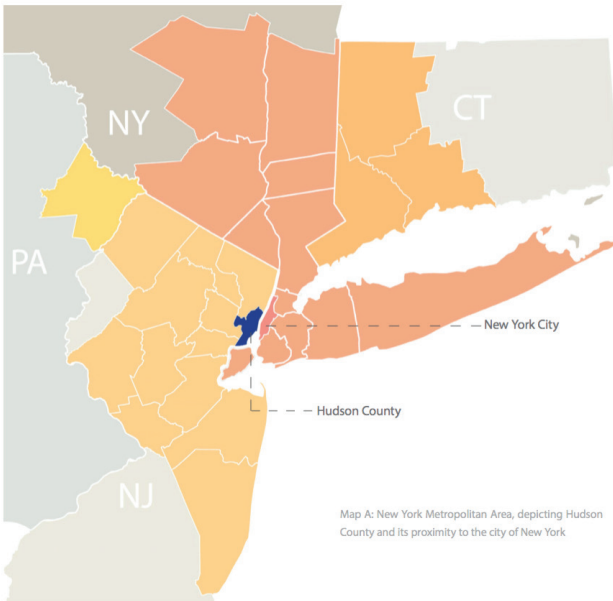 NY
CT
PA
New York City
Hudson County
NJ
Map A: New York Metropolitan Area, depicting Hudson
County and its proximity to the city of New York